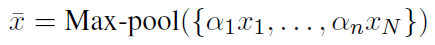 x̄ = Max-pool({α₁x₁, . . . , αₙx_N})